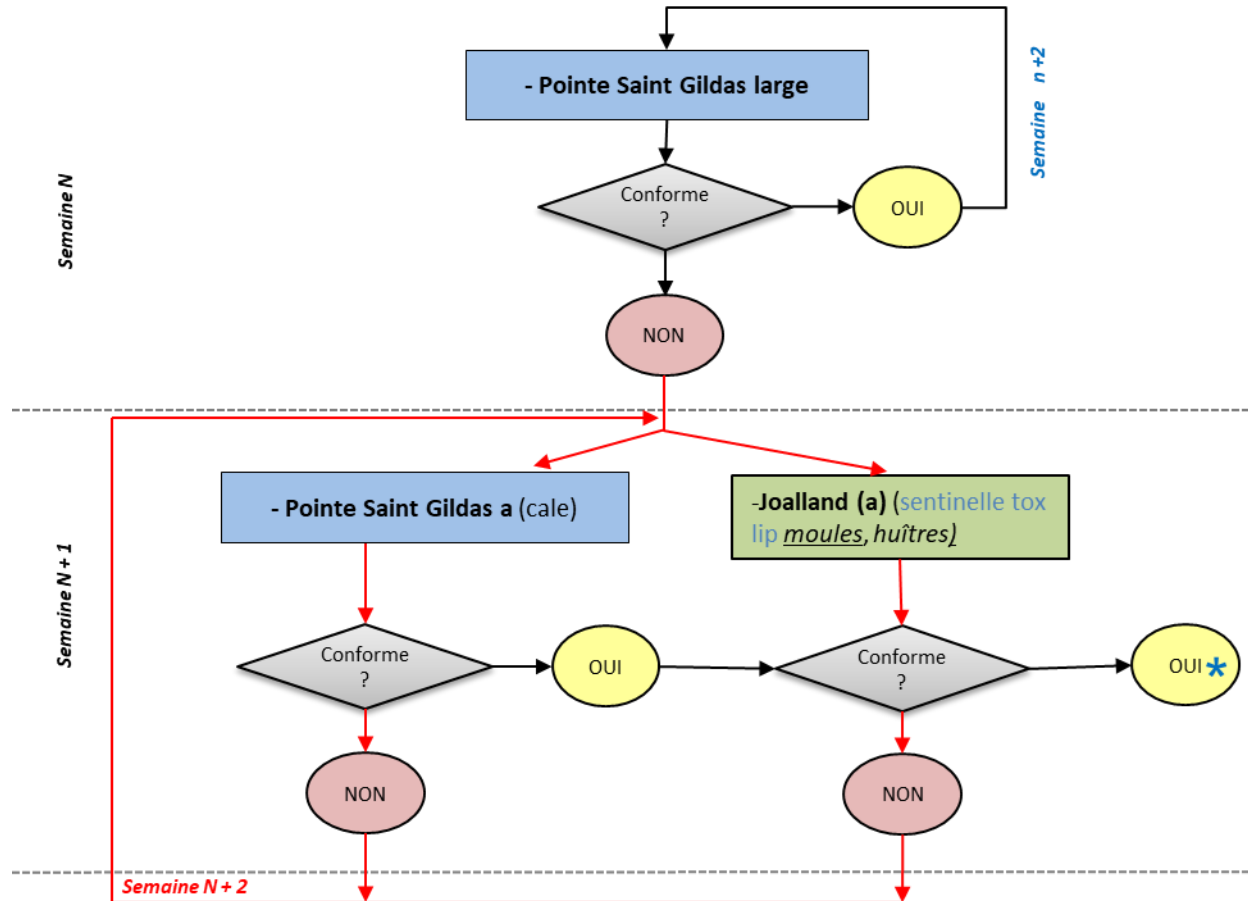 Semaine n +2
- Pointe Saint Gildas large
Semaine N
Conforme
?
OUI
NON
- Pointe Saint Gildas a (cale)
-Joalland (a) (sentinelle tox
lip moules, huîtres)
Semaine N + 1
Conforme
?
OUI
Conforme
?
OUI *
NON
NON
Semaine N + 2